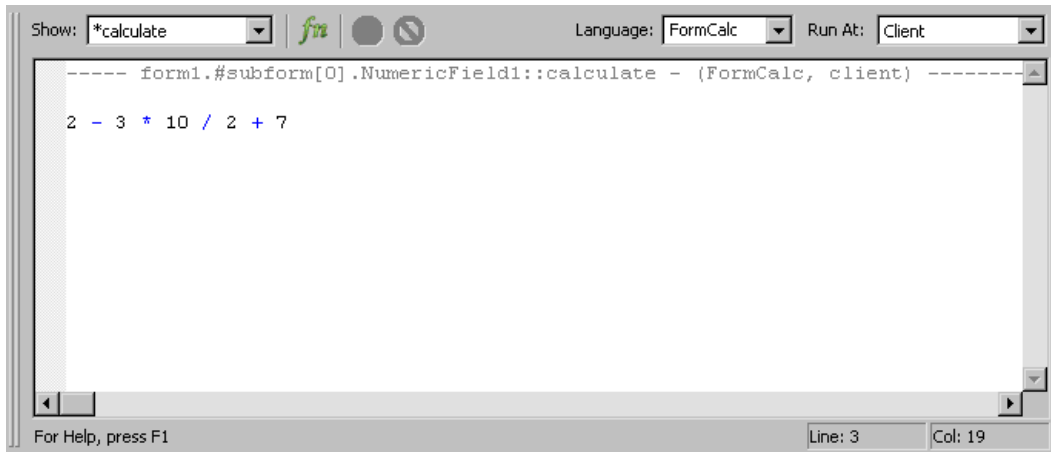 Show: *calculate fn Language: FormCalc Run At: Client
----- form1.#subform[0].NumericField1::calculate - (FormCalc, client) --------
2 - 3 * 10 / 2 + 7
For Help, press F1 Line: 3 Col: 19